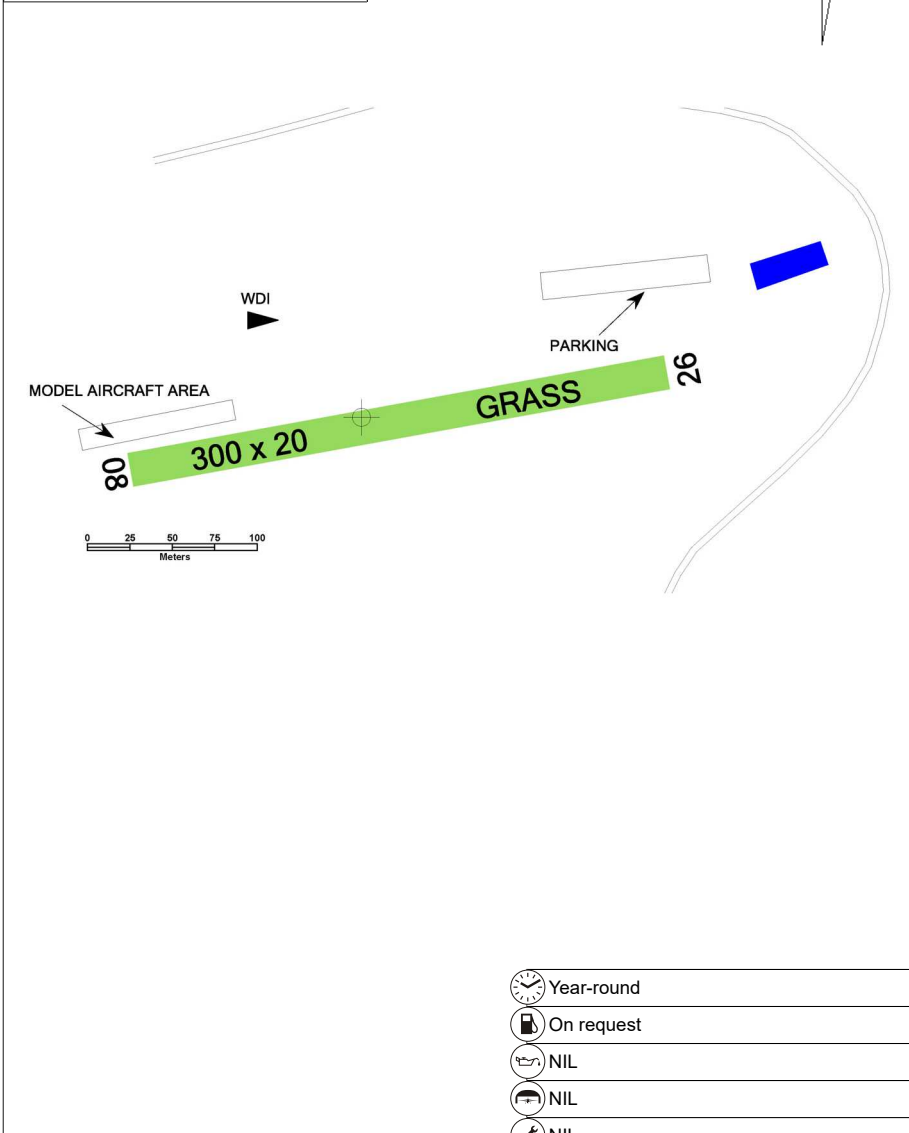 WDI
PARKING
MODEL AIRCRAFT AREA
26
GRASS
300 x 20
08
0 25 50 75 100
Meters
Year-round
On request
NIL
NIL
NIL